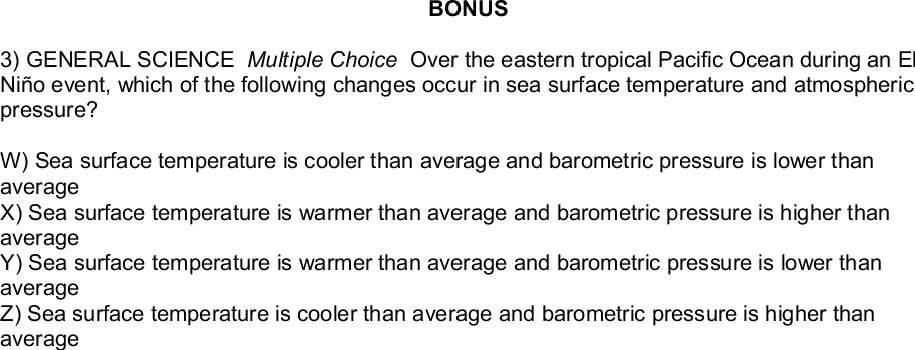 BONUS
3) GENERAL SCIENCE Multiple Choice Over the eastern tropical Pacific Ocean during an El
Niño event, which of the following changes occur in sea surface temperature and atmospheric
pressure?
W) Sea surface temperature is cooler than average and barometric pressure is lower than
average
X) Sea surface temperature is warmer than average and barometric pressure is higher than
average
Y) Sea surface temperature is warmer than average and barometric pressure is lower than
average
Z) Sea surface temperature is cooler than average and barometric pressure is higher than
average